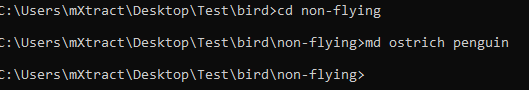 C:\Users\mXtract\Desktop\Test\bird>cd non-flying
C:\Users\mXtract\Desktop\Test\bird\non-flying>md ostrich penguin
C:\Users\mXtract\Desktop\Test\bird\non-flying>